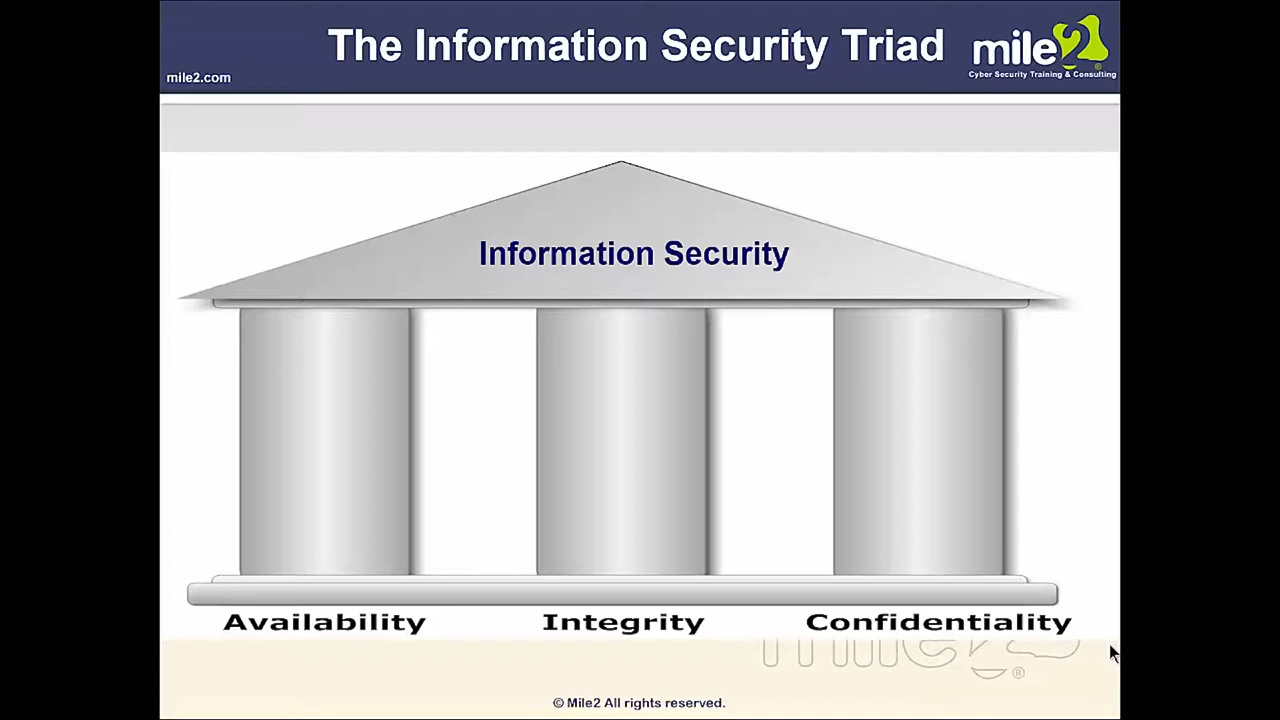 The Information Security Triad
mile2
®
Cyber Security Training & Consulting
mile2.com
Information Security
Availability
Integrity
Confidentiality
mile2
®
© Mile2 All rights reserved.